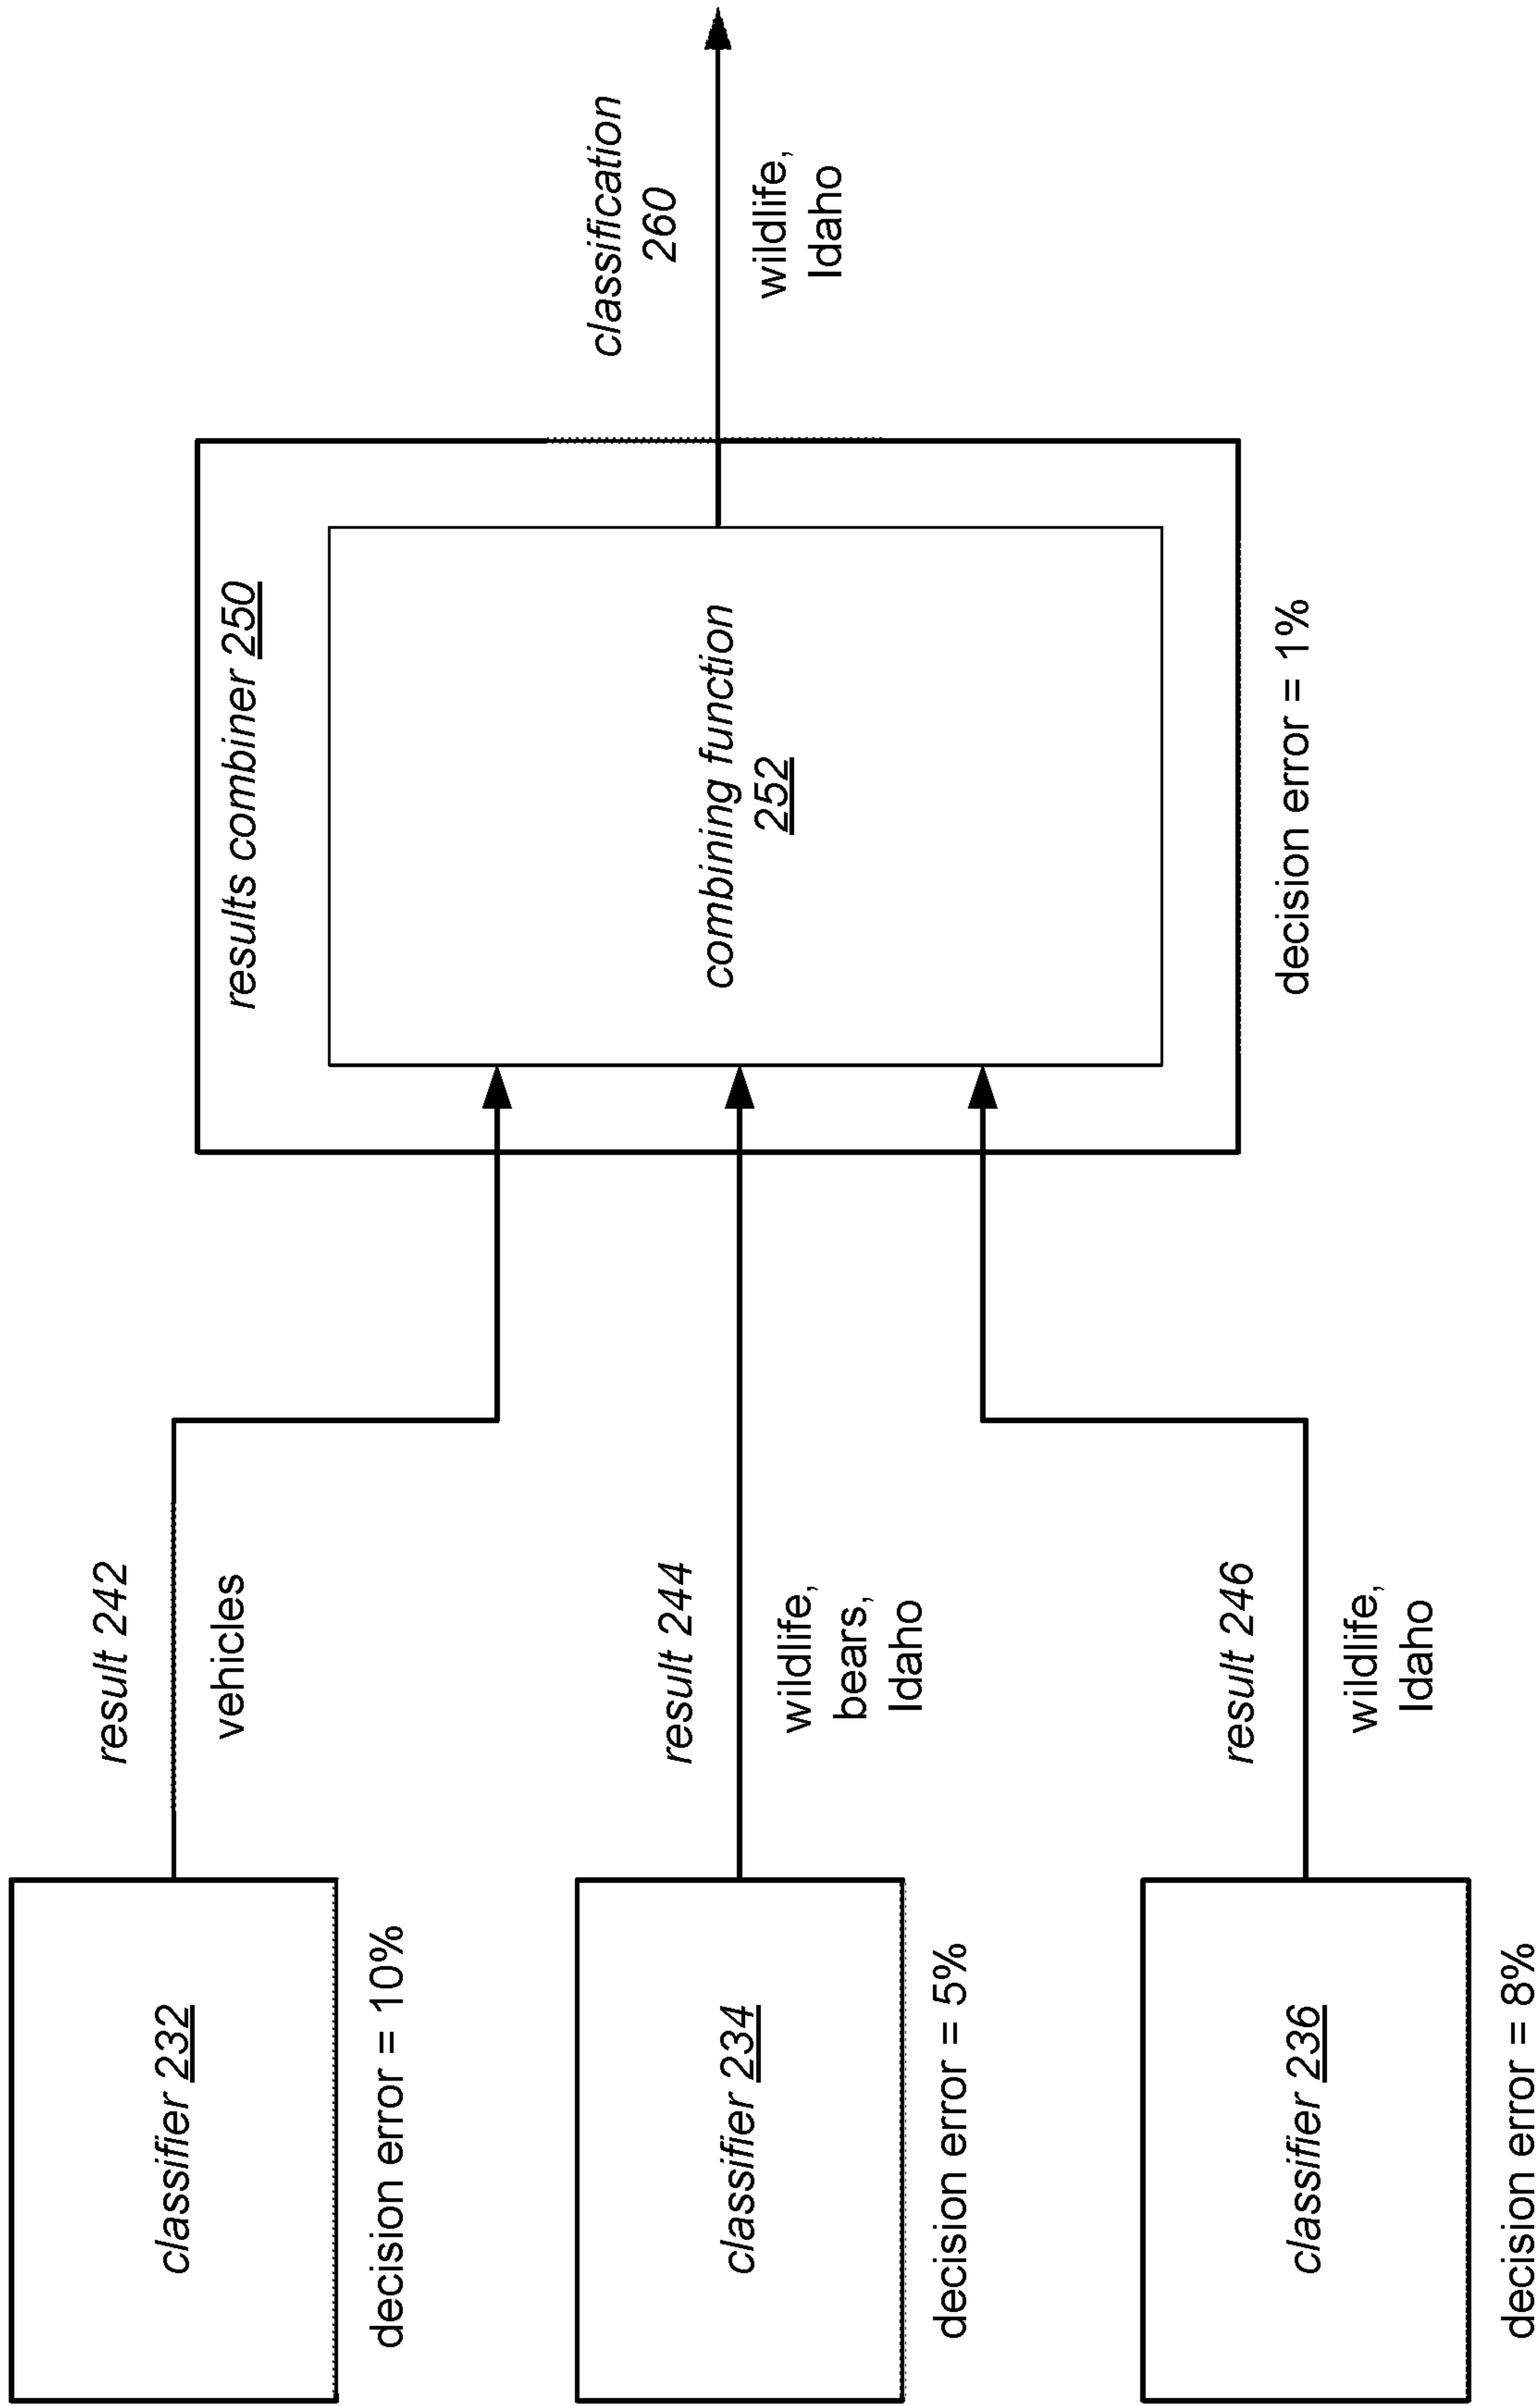 classifier 232
decision error = 10%
result 242
vehicles
classifier 234
decision error = 5%
result 244
wildlife,
bears,
Idaho
classifier 236
decision error = 8%
result 246
wildlife,
Idaho
results combiner 250
combining function
252
decision error = 1%
classification
260
wildlife,
Idaho